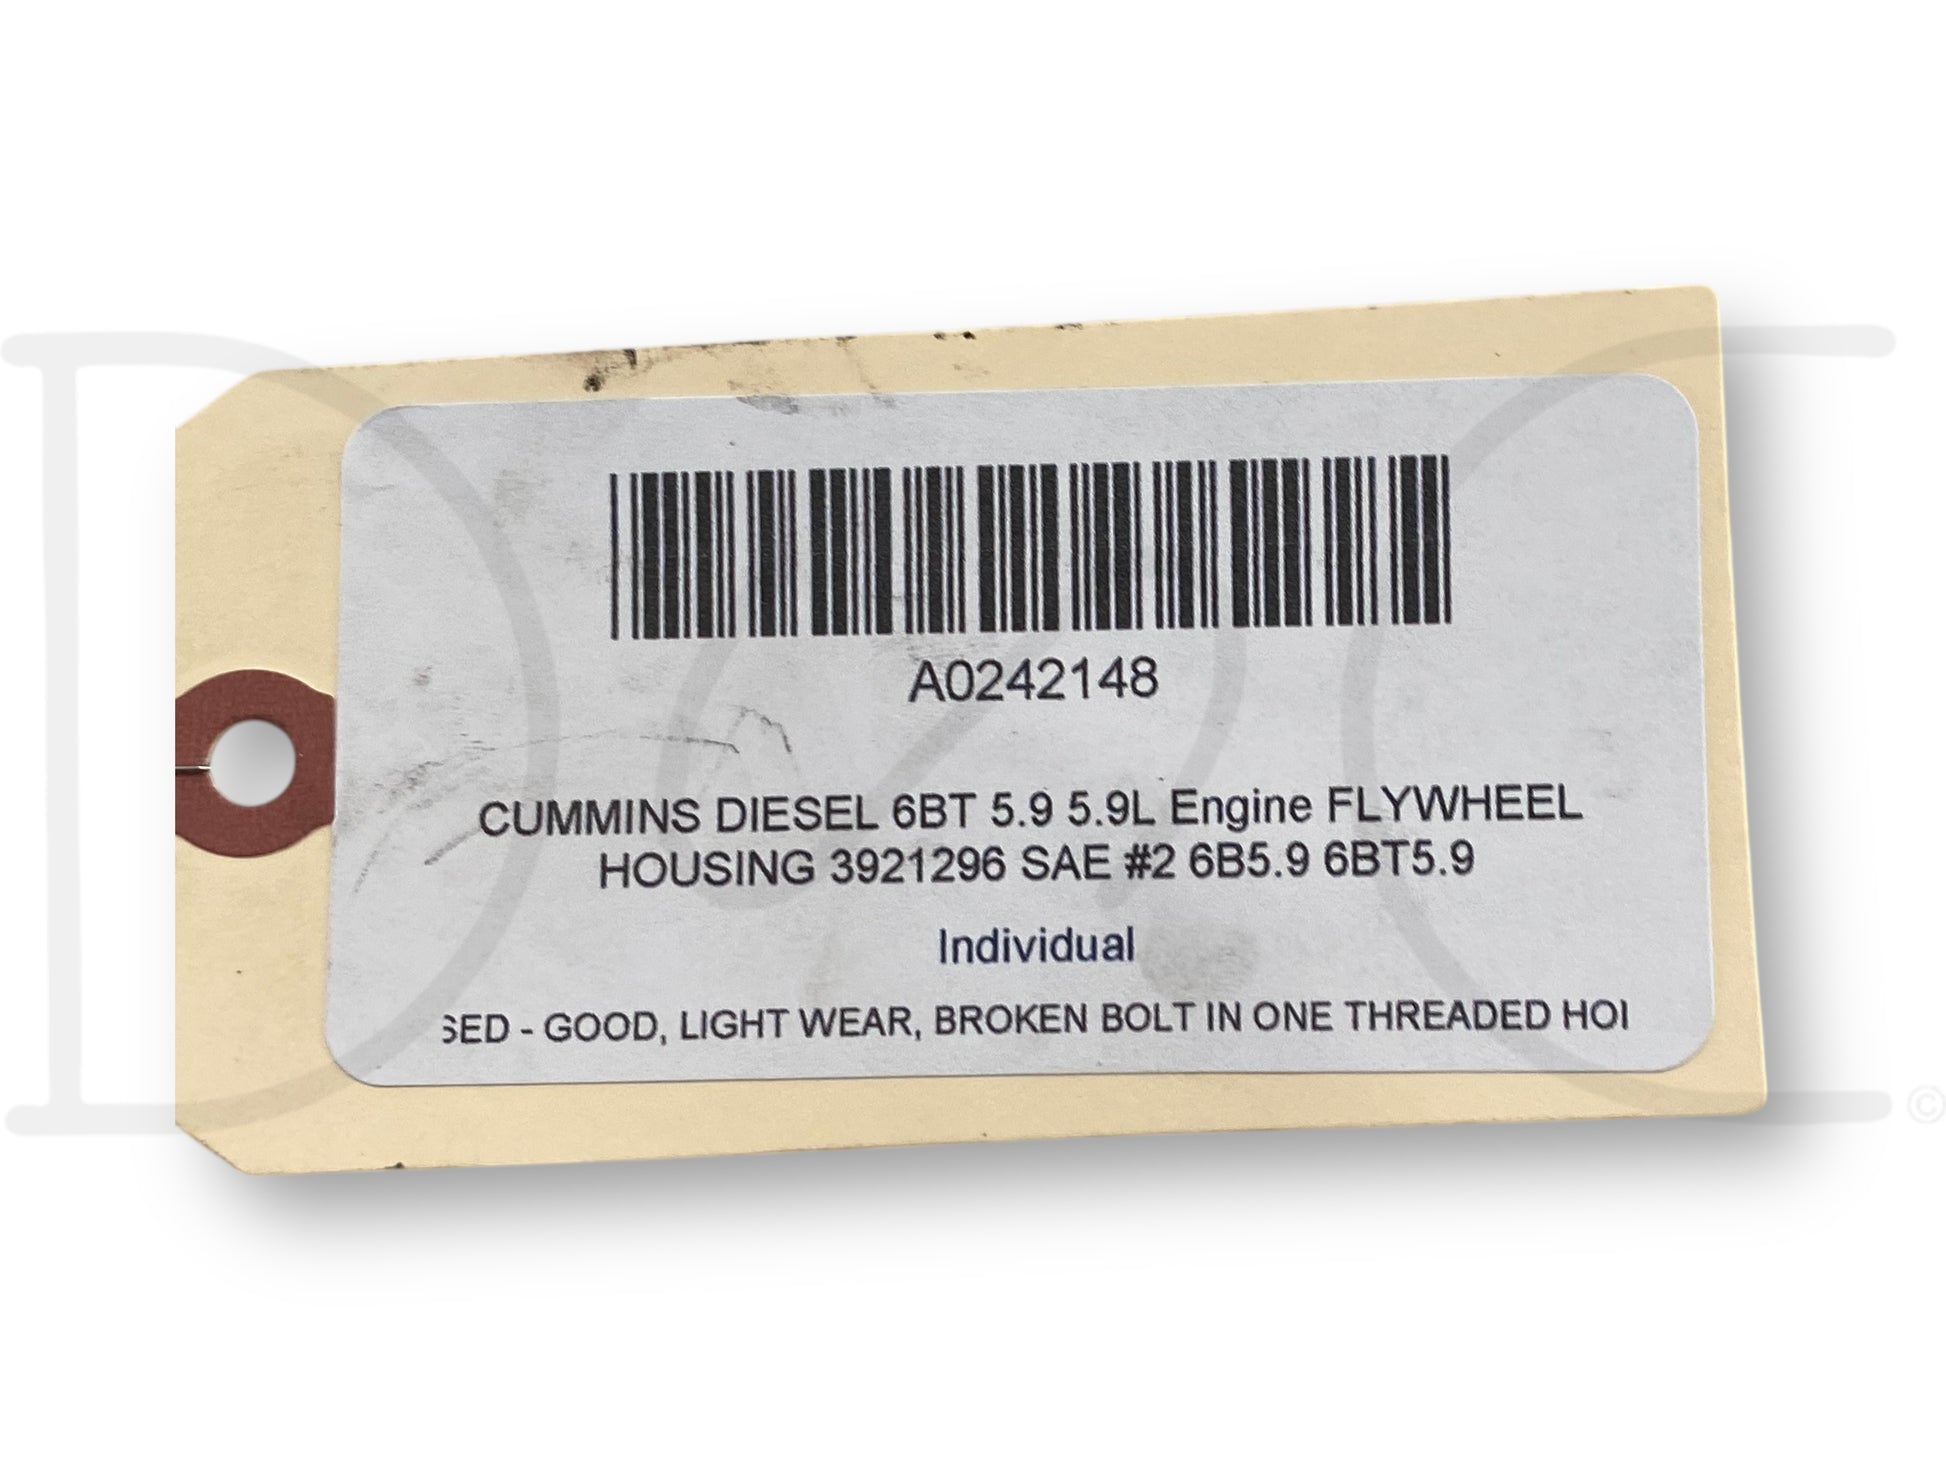 A0242148
CUMMINS DIESEL 6BT 5.9 5.9L Engine FLYWHEEL
HOUSING 3921296 SAE #2 6B5.9 6BT5.9
Individual
SED - GOOD, LIGHT WEAR, BROKEN BOLT IN ONE THREADED HOI
D C ©